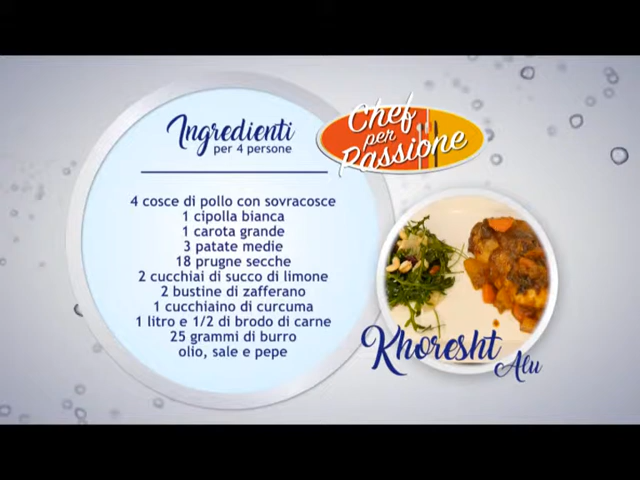 Ingredienti
per 4 persone
Chef
per
Passione
4 cosce di pollo con sovracosce
1 cipolla bianca
1 carota grande
3 patate medie
18 prugne secche
2 cucchiai di succo di limone
2 bustine di zafferano
1 cucchiaino di curcuma
1 litro e 1/2 di brodo di carne
25 grammi di burro
olio, sale e pepe
Khoresht
Alu